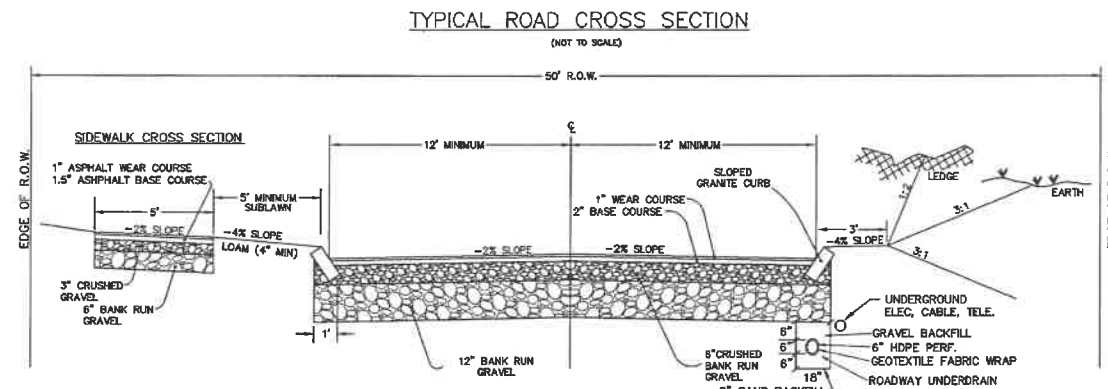 TYPICAL ROAD CROSS SECTION
(NOT TO SCALE)
50' R.O.W.
EDGE OF R.O.W.
SIDEWALK CROSS SECTION
1" ASPHALT WEAR COURSE
1.5" ASHPHALT BASE COURSE
5'
5' MINIMUM
SUBLAWN
-2% SLOPE
-4% SLOPE
LOAM (4" MIN)
3" CRUSHED
GRAVEL
6" BANK RUN
GRAVEL
12' MINIMUM
12' MINIMUM
SLOPED
GRANITE CURB
1" WEAR COURSE
2" BASE COURSE
-2% SLOPE
-2% SLOPE
3'
-4% SLOPE
LEDGE
EARTH
1:2
3:1
3:1
1'
12" BANK RUN
GRAVEL
6"CRUSHED
BANK RUN
GRAVEL
UNDERGROUND
ELEC, CABLE, TELE.
GRAVEL BACKFILL
6" HDPE PERF.
GEOTEXTILE FABRIC WRAP
ROADWAY UNDERDRAIN
6"
6"
6"
18"